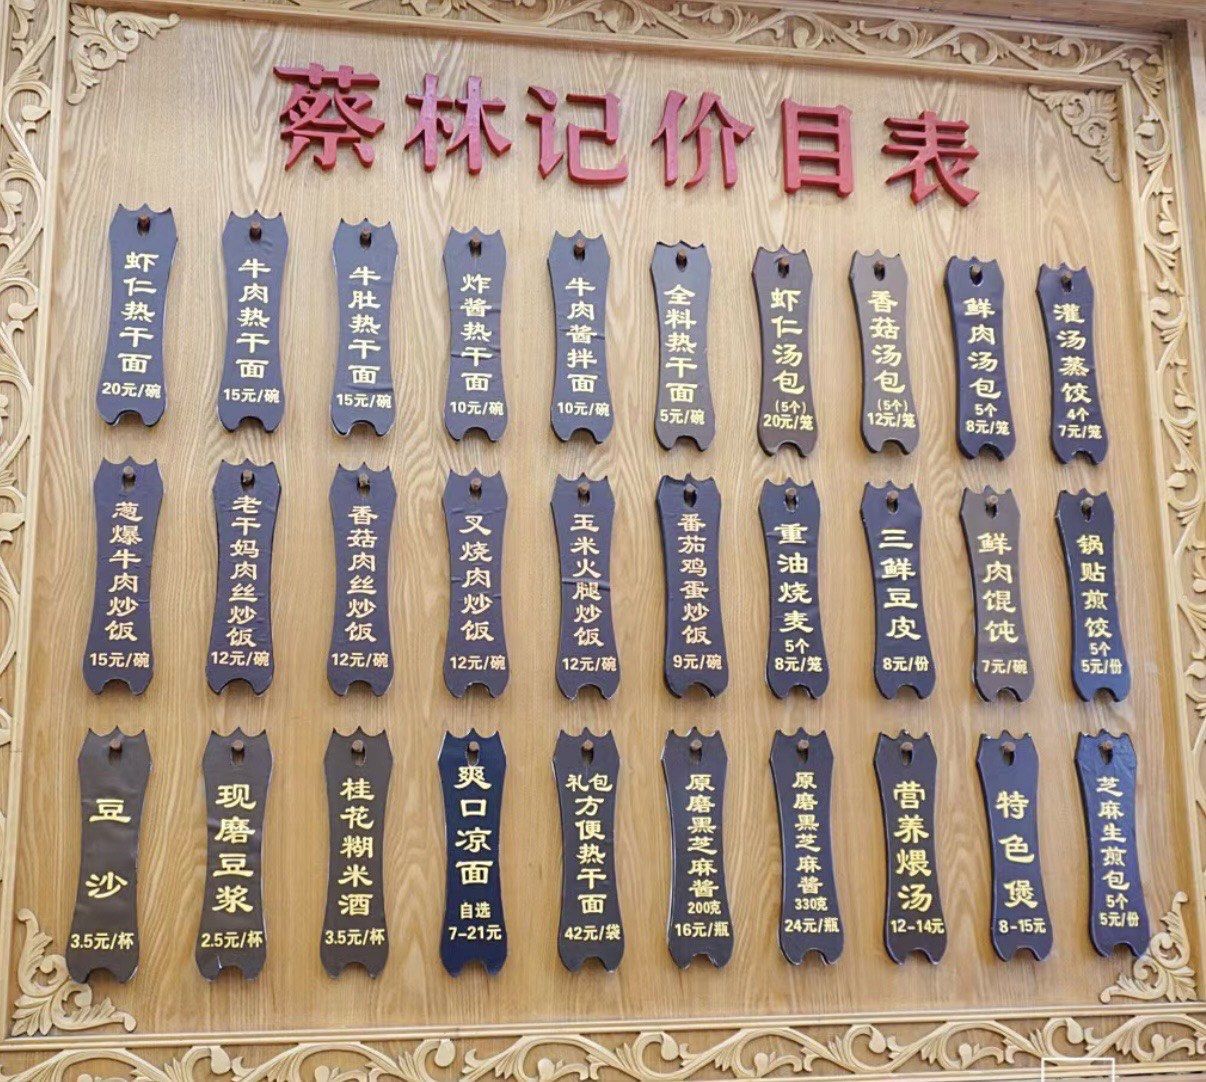 蔡林记价目表
虾仁热干面
20元/碗
牛肉热干面
15元/碗
牛肚热干面
15元/碗
炸酱热干面
10元/碗
牛肉酱拌面
10元/碗
全料热干面
5元/碗
虾仁汤包
(5个)
20元/笼
香菇汤包
(5个)
12元/笼
鲜肉汤包
5个
8元/笼
灌汤蒸饺
4个
7元/笼
葱爆牛肉炒饭
15元/碗
老干妈肉丝炒饭
12元/碗
香菇肉丝炒饭
12元/碗
叉烧肉炒饭
12元/碗
玉米火腿炒饭
12元/碗
番茄鸡蛋炒饭
9元/碗
重油烧麦
5个
8元/笼
三鲜豆皮
8元/份
鲜肉馄饨
7元/碗
锅贴煎饺
5个
5元/份
豆沙
3.5元/杯
现磨豆浆
2.5元/杯
桂花糊米酒
3.5元/杯
爽口凉面
自选
7-21元
礼包
方便热干面
42元/袋
原磨黑芝麻酱
200克
16元/瓶
原磨黑芝麻酱
330克
24元/瓶
营养煨汤
12-14元
特色煲
8-15元
芝麻生煎包
5个
5元/份